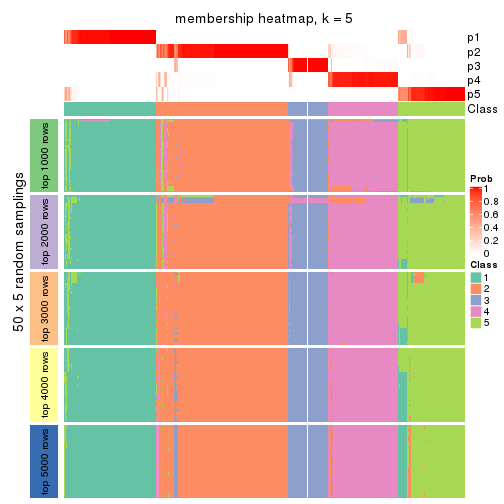 membership heatmap, k = 5
p1
p2
p3
p4
p5
Class
50 x 5 random samplings
top 1000 rows
top 2000 rows
top 3000 rows
top 4000 rows
top 5000 rows
Prob
1
0.8
0.6
0.4
0.2
0
Class
1
2
3
4
5